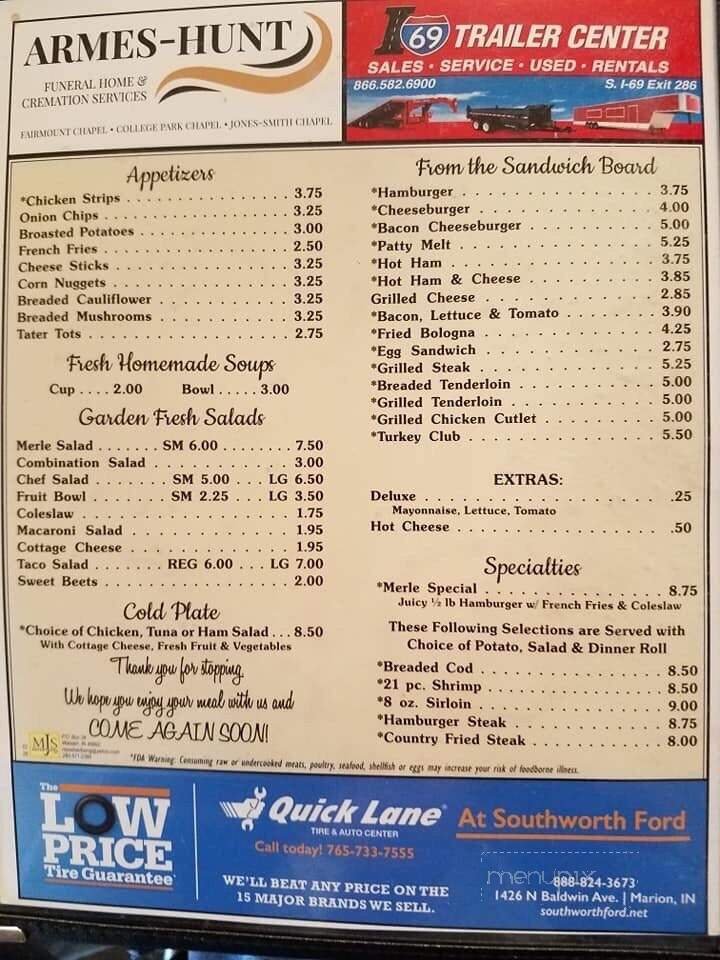 ARMES-HUNT
FUNERAL HOME &
CREMATION SERVICES
FAIRMOUNT CHAPEL • COLLEGE PARK CHAPEL • JONES-SMITH CHAPEL
I 69 TRAILER CENTER
SALES • SERVICE • USED • RENTALS
866.582.6900 S. I-69 Exit 286
Appetizers
*Chicken Strips . . . . . . . . . . . . . . . . . . 3.75
Onion Chips . . . . . . . . . . . . . . . . . . . . 3.25
Broasted Potatoes . . . . . . . . . . . . . . . . 3.00
French Fries . . . . . . . . . . . . . . . . . . . . 2.50
Cheese Sticks . . . . . . . . . . . . . . . . . . . 3.25
Corn Nuggets . . . . . . . . . . . . . . . . . . . 3.25
Breaded Cauliflower . . . . . . . . . . . . . . 3.25
Breaded Mushrooms . . . . . . . . . . . . . . 3.25
Tater Tots . . . . . . . . . . . . . . . . . . . . . 2.75
Fresh Homemade Soups
Cup . . . . 2.00 Bowl . . . . . 3.00
Garden Fresh Salads
Merle Salad . . . . . . . SM 6.00 . . . . . . . . 7.50
Combination Salad . . . . . . . . . . . . . . . 3.00
Chef Salad . . . . . . . . SM 5.00 . . . LG 6.50
Fruit Bowl . . . . . . . . SM 2.25 . . . LG 3.50
Coleslaw . . . . . . . . . . . . . . . . . . . . . . 1.75
Macaroni Salad . . . . . . . . . . . . . . . . . 1.95
Cottage Cheese . . . . . . . . . . . . . . . . . 1.95
Taco Salad . . . . . . . . REG 6.00 . . . LG 7.00
Sweet Beets . . . . . . . . . . . . . . . . . . . . 2.00
Cold Plate
*Choice of Chicken, Tuna or Ham Salad . . . 8.50
With Cottage Cheese, Fresh Fruit & Vegetables
Thank you for stopping.
We hope you enjoy your meal with us and
COME AGAIN SOON!
MJS
From the Sandwich Board
*Hamburger . . . . . . . . . . . . . . . . . . 3.75
*Cheeseburger . . . . . . . . . . . . . . . . 4.00
*Bacon Cheeseburger . . . . . . . . . . . 5.00
*Patty Melt . . . . . . . . . . . . . . . . . . 5.25
*Hot Ham . . . . . . . . . . . . . . . . . . . 3.75
*Hot Ham & Cheese . . . . . . . . . . . . 3.85
Grilled Cheese . . . . . . . . . . . . . . . 2.85
*Bacon, Lettuce & Tomato . . . . . . . . 3.90
*Fried Bologna . . . . . . . . . . . . . . . 4.25
*Egg Sandwich . . . . . . . . . . . . . . . 2.75
*Grilled Steak . . . . . . . . . . . . . . . . 5.25
*Breaded Tenderloin . . . . . . . . . . . . 5.00
*Grilled Tenderloin . . . . . . . . . . . . . 5.00
*Grilled Chicken Cutlet . . . . . . . . . . 5.00
*Turkey Club . . . . . . . . . . . . . . . . . 5.50
EXTRAS:
Deluxe . . . . . . . . . . . . . . . . . . . . . .25
Mayonnaise, Lettuce, Tomato
Hot Cheese . . . . . . . . . . . . . . . . . . .50
Specialties
*Merle Special . . . . . . . . . . . . . . . . 8.75
Juicy ½ lb Hamburger w/ French Fries & Coleslaw
These Following Selections are Served with
Choice of Potato, Salad & Dinner Roll
*Breaded Cod . . . . . . . . . . . . . . . . . 8.50
*21 pc. Shrimp . . . . . . . . . . . . . . . . 8.50
*8 oz. Sirloin . . . . . . . . . . . . . . . . . 9.00
*Hamburger Steak . . . . . . . . . . . . . . 8.75
*Country Fried Steak . . . . . . . . . . . . 8.00
*FDA Warning: Consuming raw or undercooked meats, poultry, seafood, shellfish or eggs may increase your risk of foodborne illness.
The
LOW
PRICE
Tire Guarantee
Quick Lane
TIRE & AUTO CENTER
Call today! 765-733-7555
WE'LL BEAT ANY PRICE ON THE
15 MAJOR BRANDS WE SELL.
At Southworth Ford
menupix
888-824-3673
1426 N Baldwin Ave. | Marion, IN
southworthford.net